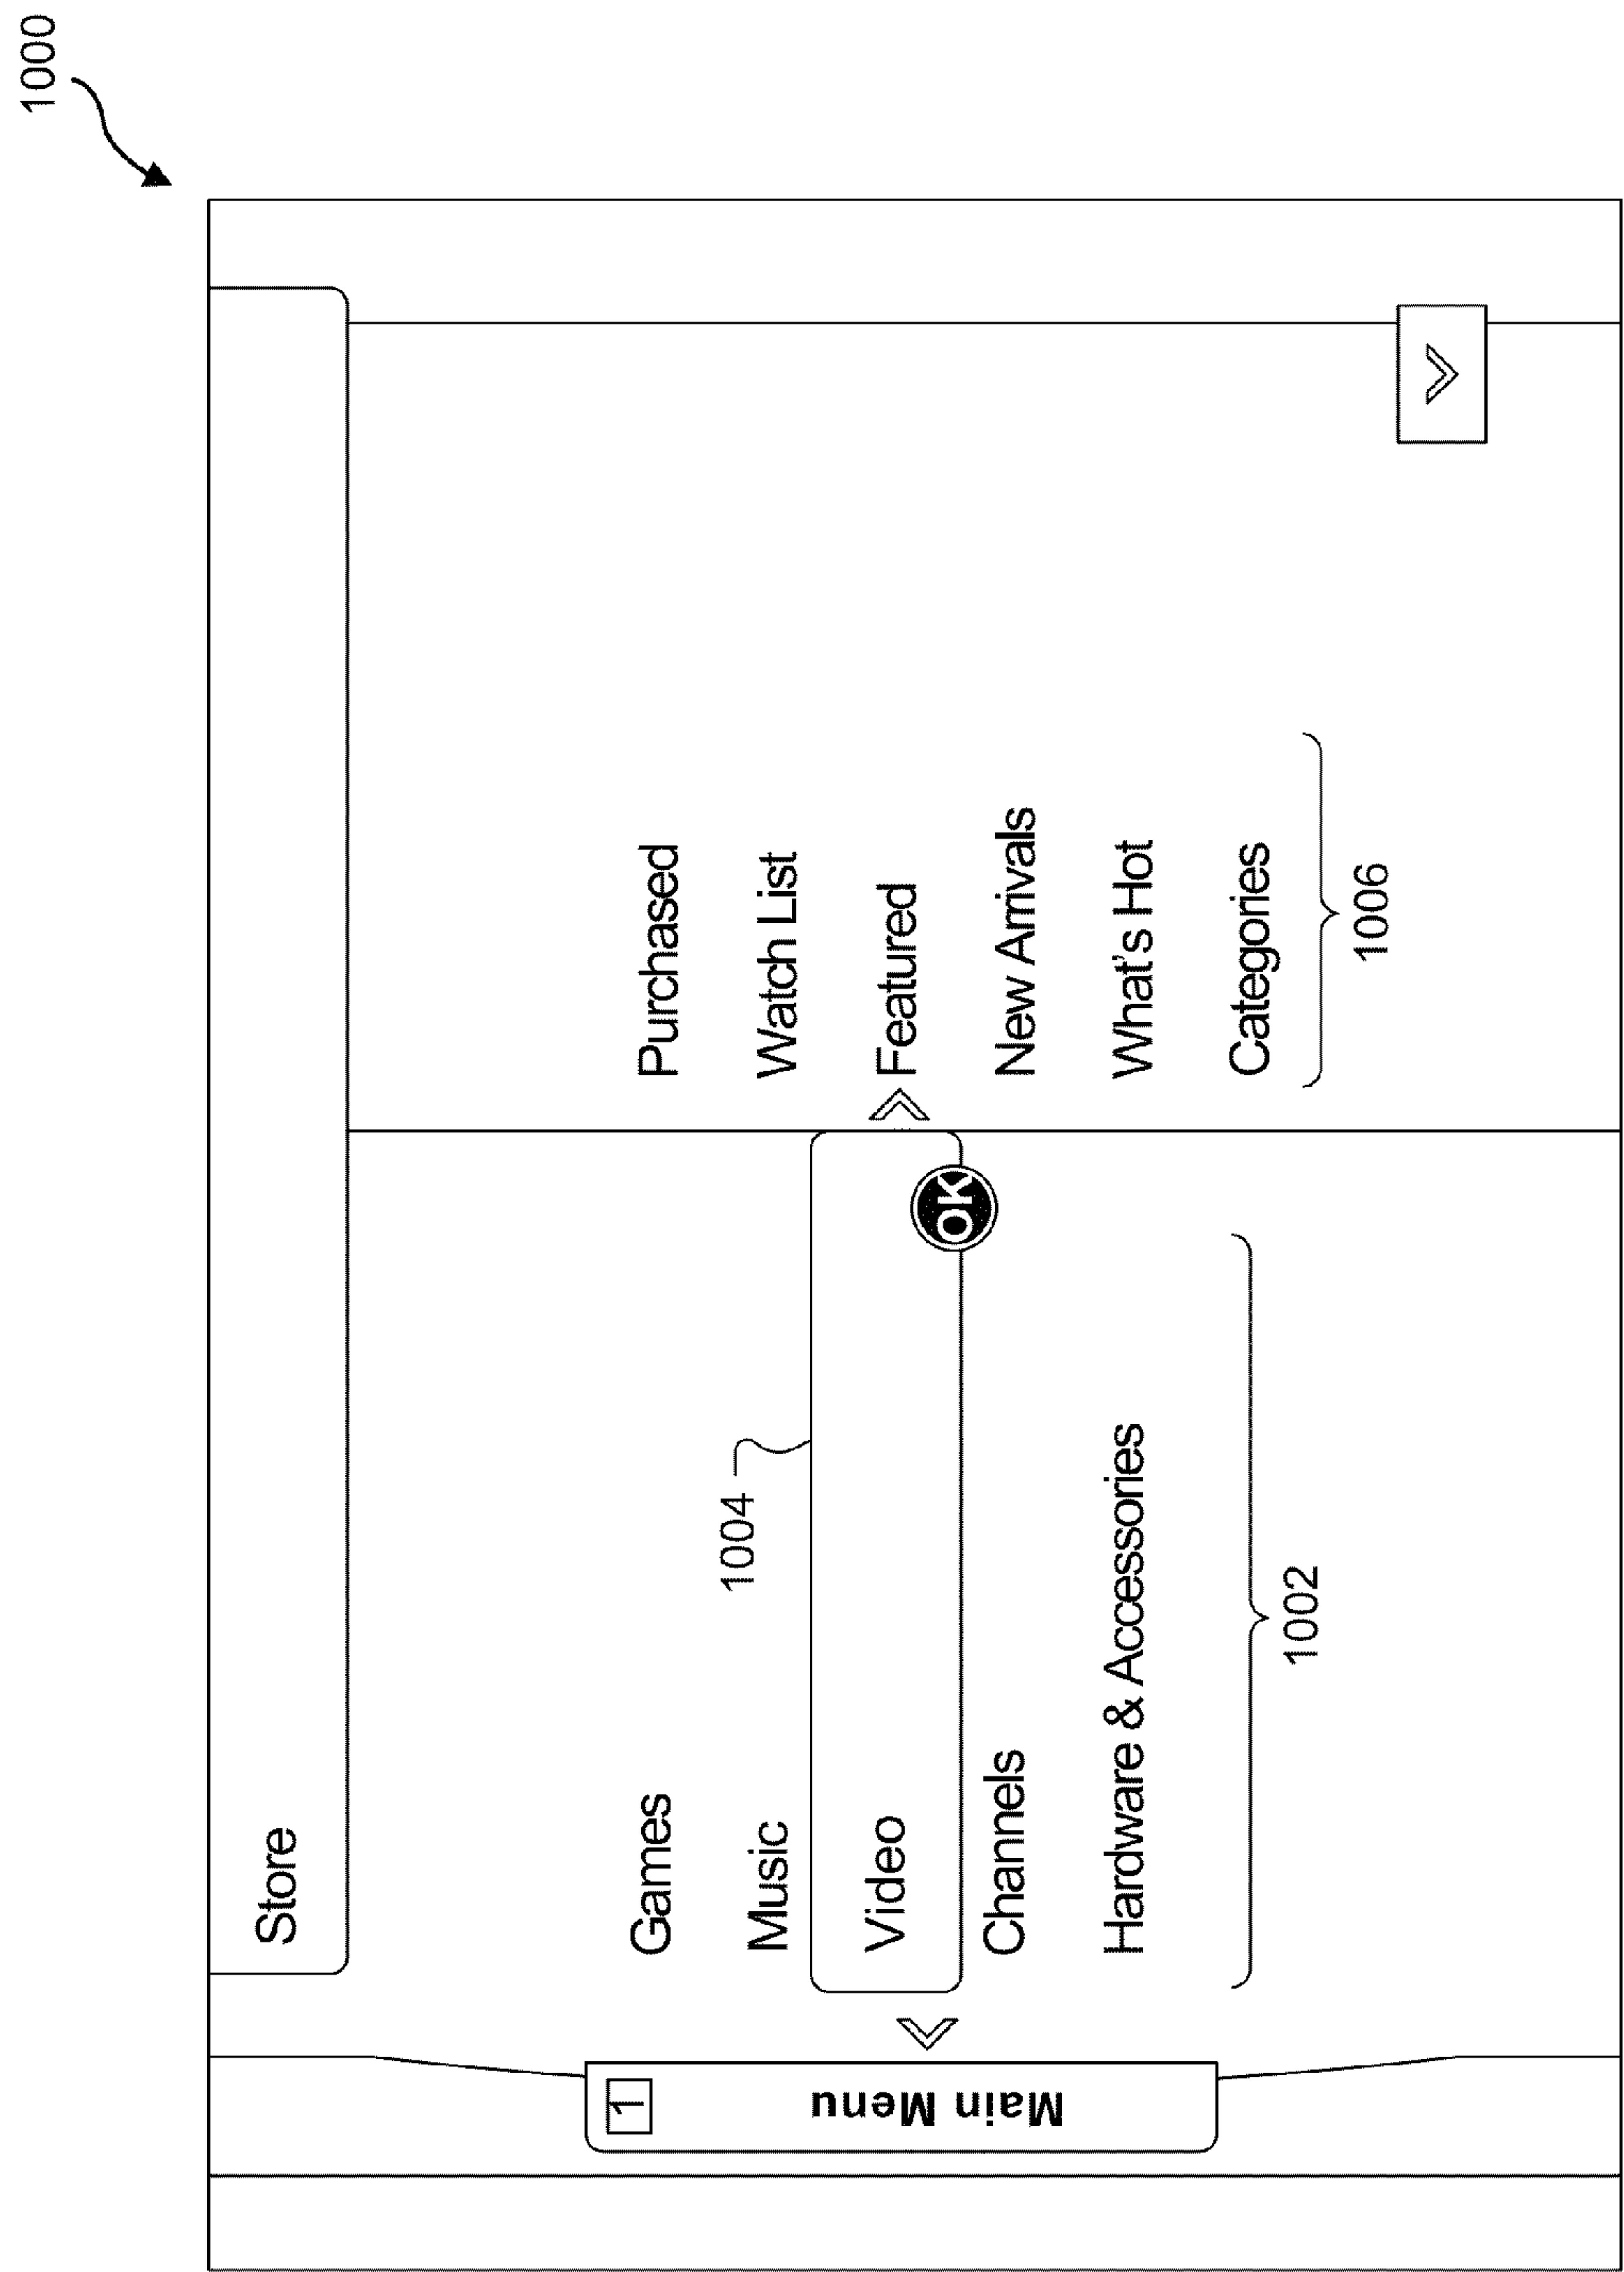 1000
Store
1
Main Menu
Games
Music
1004
Video
OK
Channels
Hardware & Accessories
1002
Purchased
Watch List
Featured
New Arrivals
What's Hot
Categories
1006